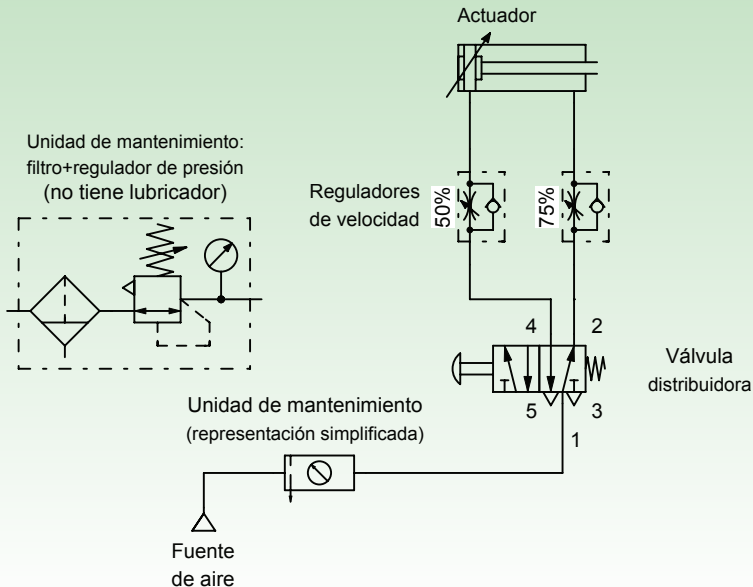 Actuador
Unidad de mantenimiento:
filtro+regulador de presión
(no tiene lubricador)
Reguladores
de velocidad
50%
75%
4
2
Válvula
distribuidora
5
3
1
Unidad de mantenimiento
(representación simplificada)
Fuente
de aire